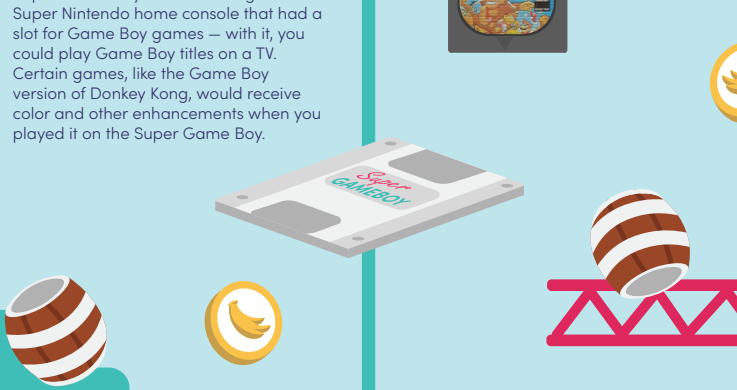 Super Nintendo home console that had a
slot for Game Boy games — with it, you
could play Game Boy titles on a TV.
Certain games, like the Game Boy
version of Donkey Kong, would receive
color and other enhancements when you
played it on the Super Game Boy.
Super
GAMEBOY